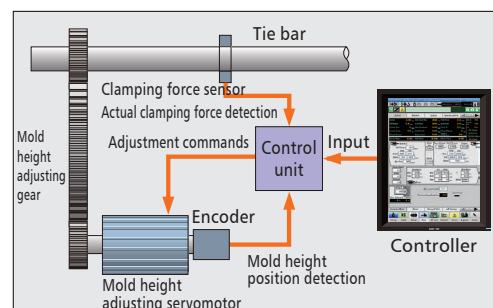 Tie bar
Clamping force sensor
Actual clamping force detection
Adjustment commands
Control
unit
Input
Mold
height
adjusting
gear
Encoder
Controller
Mold height
position detection
Mold height
adjusting servomotor